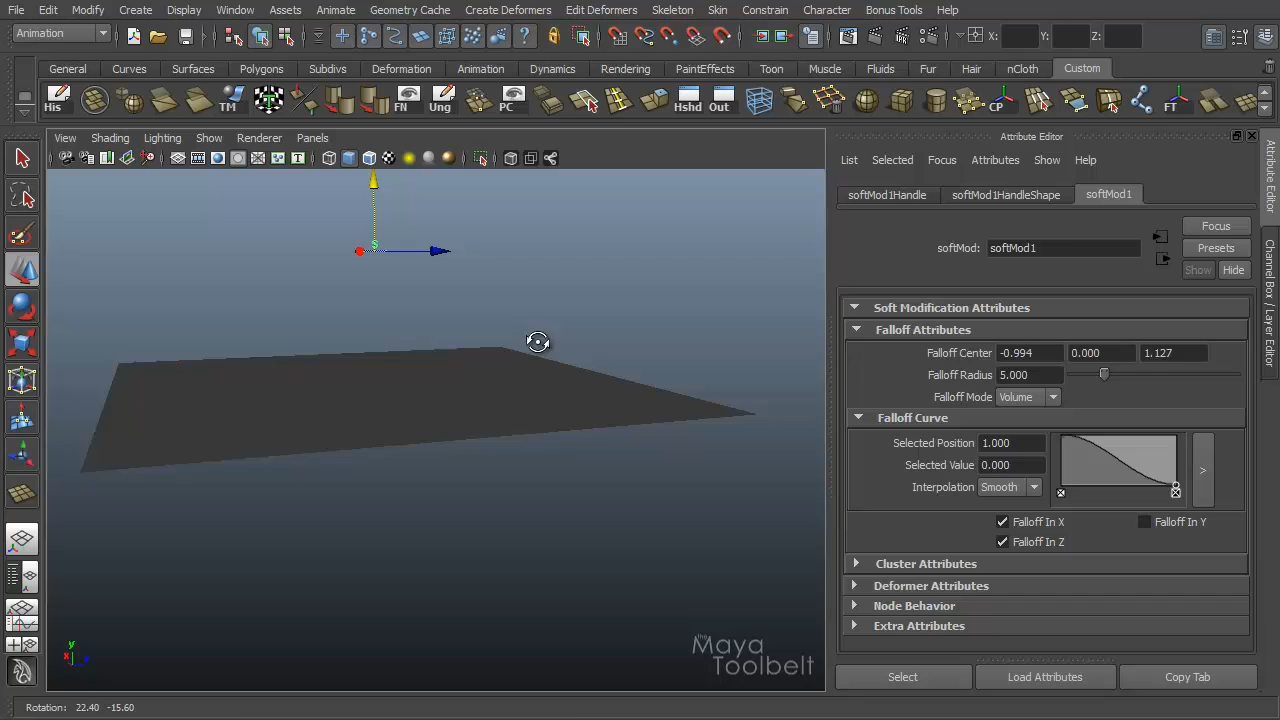 File Edit Modify Create Display Window Assets Animate Geometry Cache Create Deformers Edit Deformers Skeleton Skin Constrain Character Bonus Tools Help
Animation X: Y: Z:
General Curves Surfaces Polygons Subdivs Deformation Animation Dynamics Rendering PaintEffects Toon Muscle Fluids Fur Hair nCloth Custom
His TM FN Ung PC Hshd Out CP FT
View Shading Lighting Show Renderer Panels
Attribute Editor
List Selected Focus Attributes Show Help
softMod1Handle softMod1HandleShape softMod1
Focus
softMod: softMod1 Presets
Show Hide
Soft Modification Attributes
Falloff Attributes
Falloff Center -0.994 0.000 1.127
Falloff Radius 5.000
Falloff Mode Volume
Falloff Curve
Selected Position 1.000
Selected Value 0.000
Interpolation Smooth
>
Falloff In X Falloff In Y
Falloff In Z
Cluster Attributes
Deformer Attributes
Node Behavior
Extra Attributes
Select Load Attributes Copy Tab
Attribute Editor
Channel Box / Layer Editor
y
x z
the
Maya
Toolbelt
Rotation: 22.40 -15.60